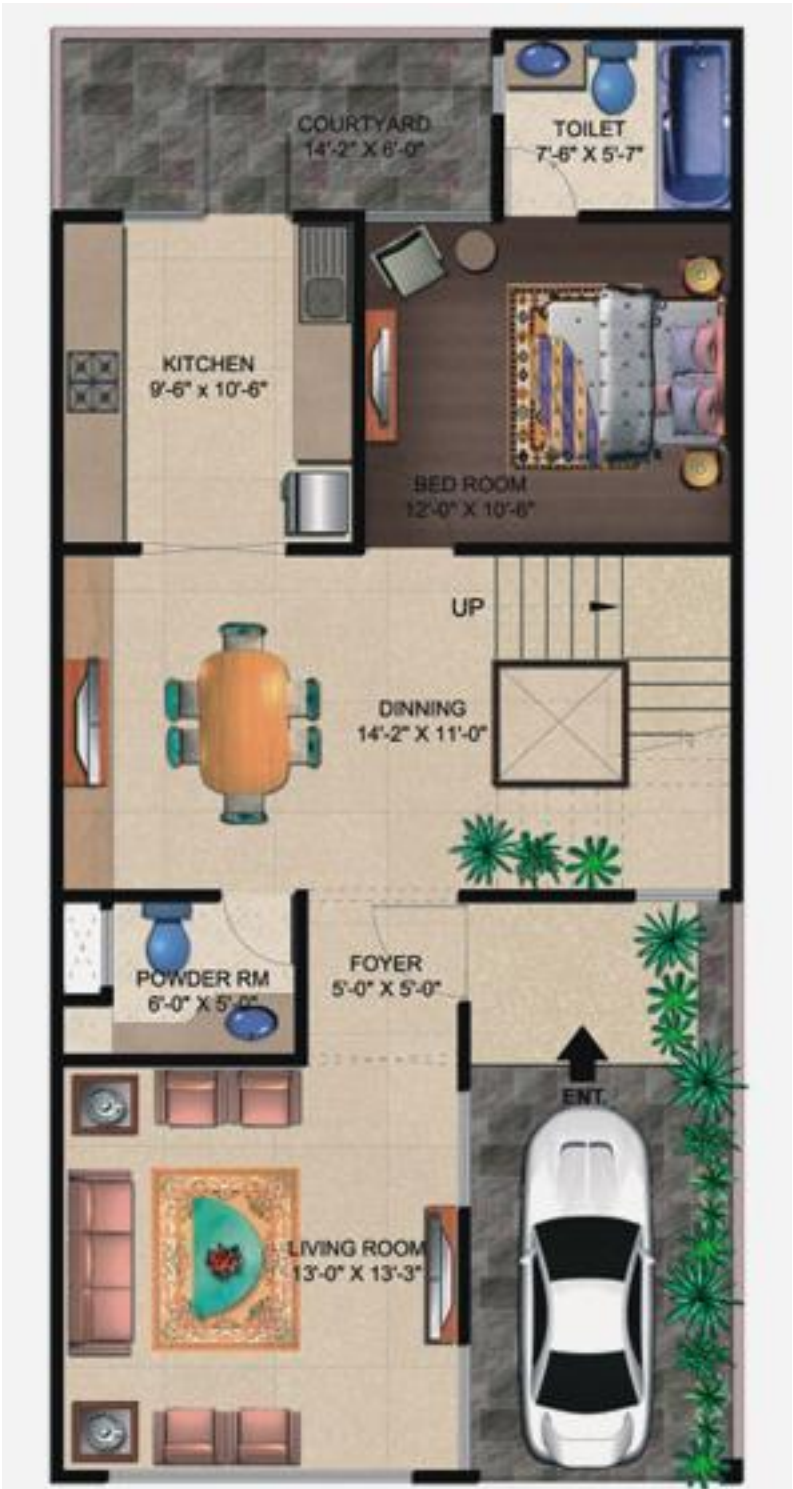 COURTYARD
14'-2" X 6'-0"
TOILET
7'-6" X 5'-7"
KITCHEN
9'-6" x 10'-6"
BED ROOM
12'-0" X 10'-6"
UP
DINNING
14'-2" X 11'-0"
POWDER RM
6'-0" X 5'-0"
FOYER
5'-0" X 5'-0"
ENT.
LIVING ROOM
13'-0" X 13'-3"